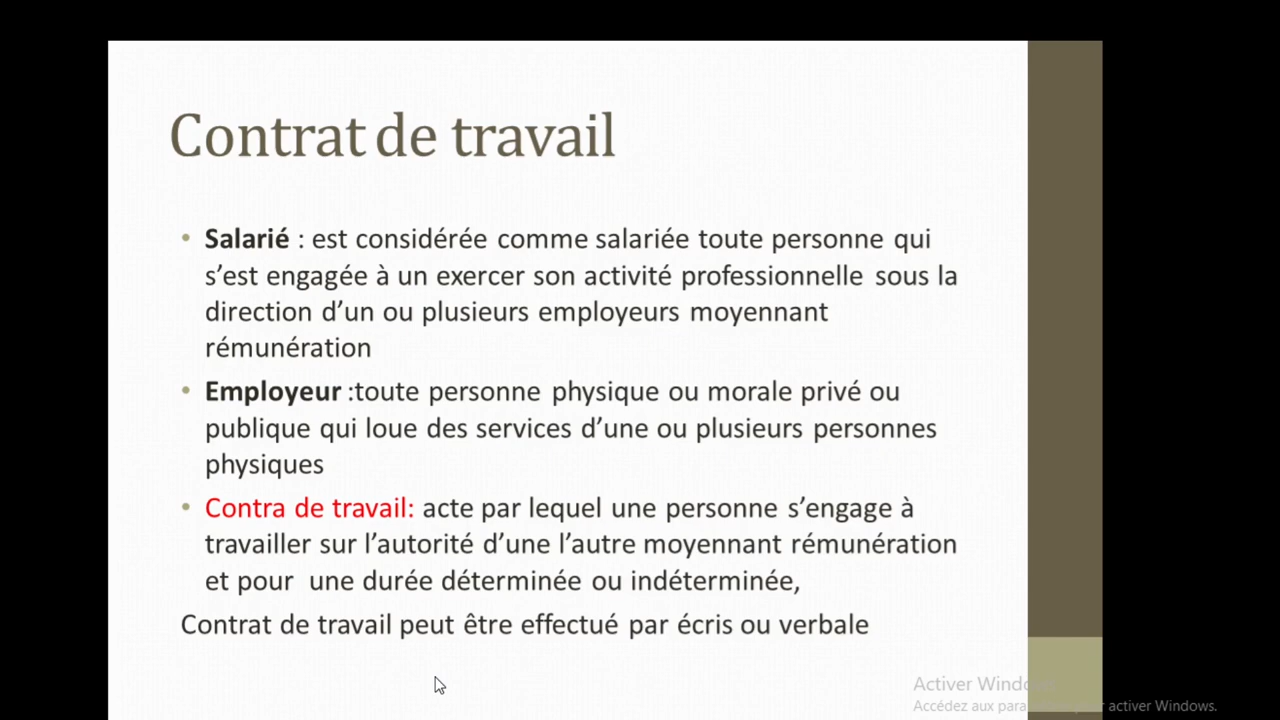 Contrat de travail
• Salarié : est considérée comme salariée toute personne qui
s’est engagée à un exercer son activité professionnelle sous la
direction d’un ou plusieurs employeurs moyennant
rémunération
• Employeur :toute personne physique ou morale privé ou
publique qui loue des services d’une ou plusieurs personnes
physiques
• Contra de travail: acte par lequel une personne s’engage à
travailler sur l’autorité d’une l’autre moyennant rémunération
et pour une durée déterminée ou indéterminée,
Contrat de travail peut être effectué par écris ou verbale
Activer Windows
Accédez aux para activer Windows.